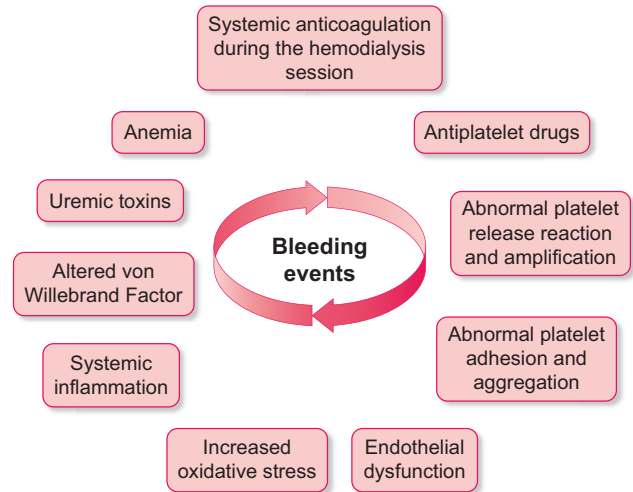 Systemic anticoagulation
during the hemodialysis
session
Anemia
Antiplatelet drugs
Uremic toxins
Abnormal platelet
release reaction
and amplification
Bleeding
events
Altered von
Willebrand Factor
Abnormal platelet
adhesion and
aggregation
Systemic
inflammation
Increased
oxidative stress
Endothelial
dysfunction